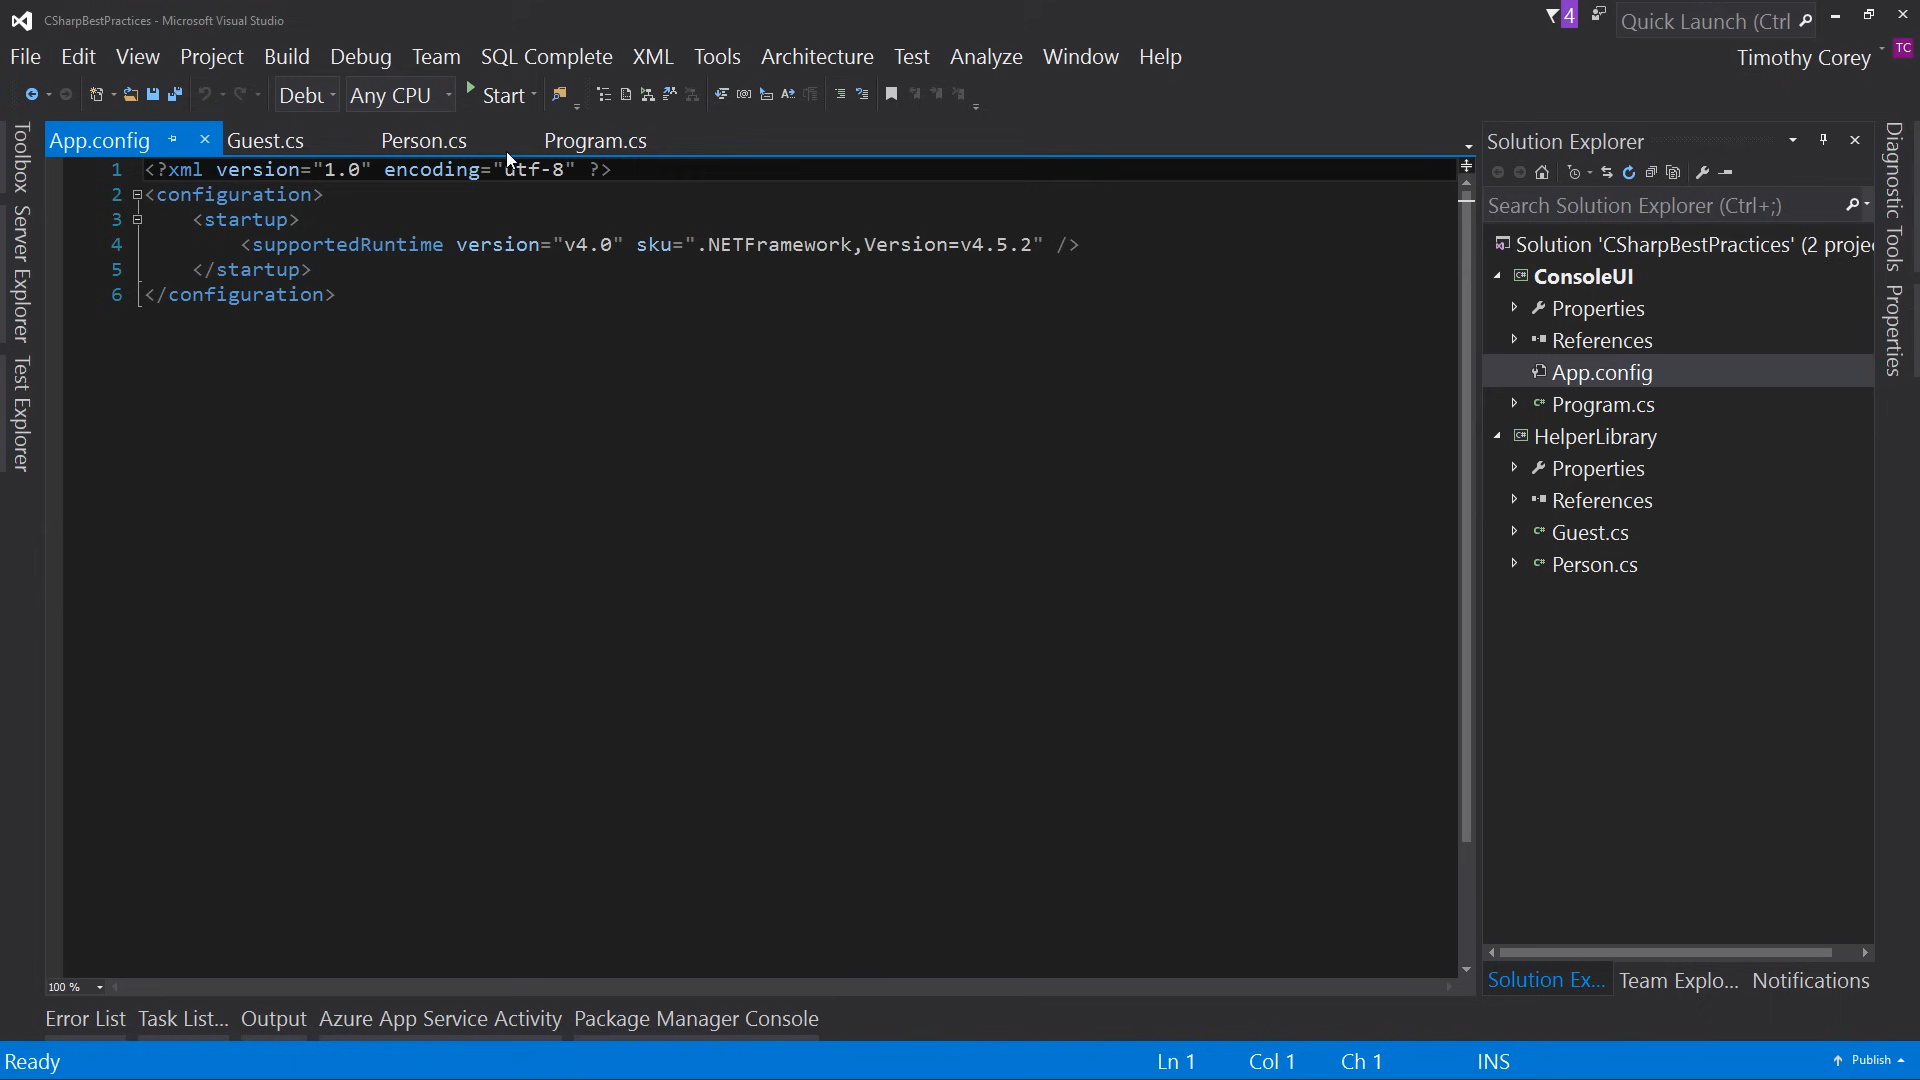 CSharpBestPractices - Microsoft Visual Studio
4
Quick Launch (Ctrl
File Edit View Project Build Debug Team SQL Complete XML Tools Architecture Test Analyze Window Help
Timothy Corey
TC
Debu
Any CPU
Start
App.config
Guest.cs
Person.cs
Program.cs
Toolbox
Server Explorer
Test Explorer
1 <?xml version="1.0" encoding="utf-8" ?>
2 <configuration>
3 <startup>
4 <supportedRuntime version="v4.0" sku=".NETFramework,Version=v4.5.2" />
5 </startup>
6 </configuration>
Solution Explorer
Search Solution Explorer (Ctrl+;)
Solution 'CSharpBestPractices' (2 projec
ConsoleUI
Properties
References
App.config
Program.cs
HelperLibrary
Properties
References
Guest.cs
Person.cs
Diagnostic Tools
Properties
100 %
Solution Ex...
Team Explo...
Notifications
Error List
Task List...
Output
Azure App Service Activity
Package Manager Console
Ready
Ln 1
Col 1
Ch 1
INS
Publish